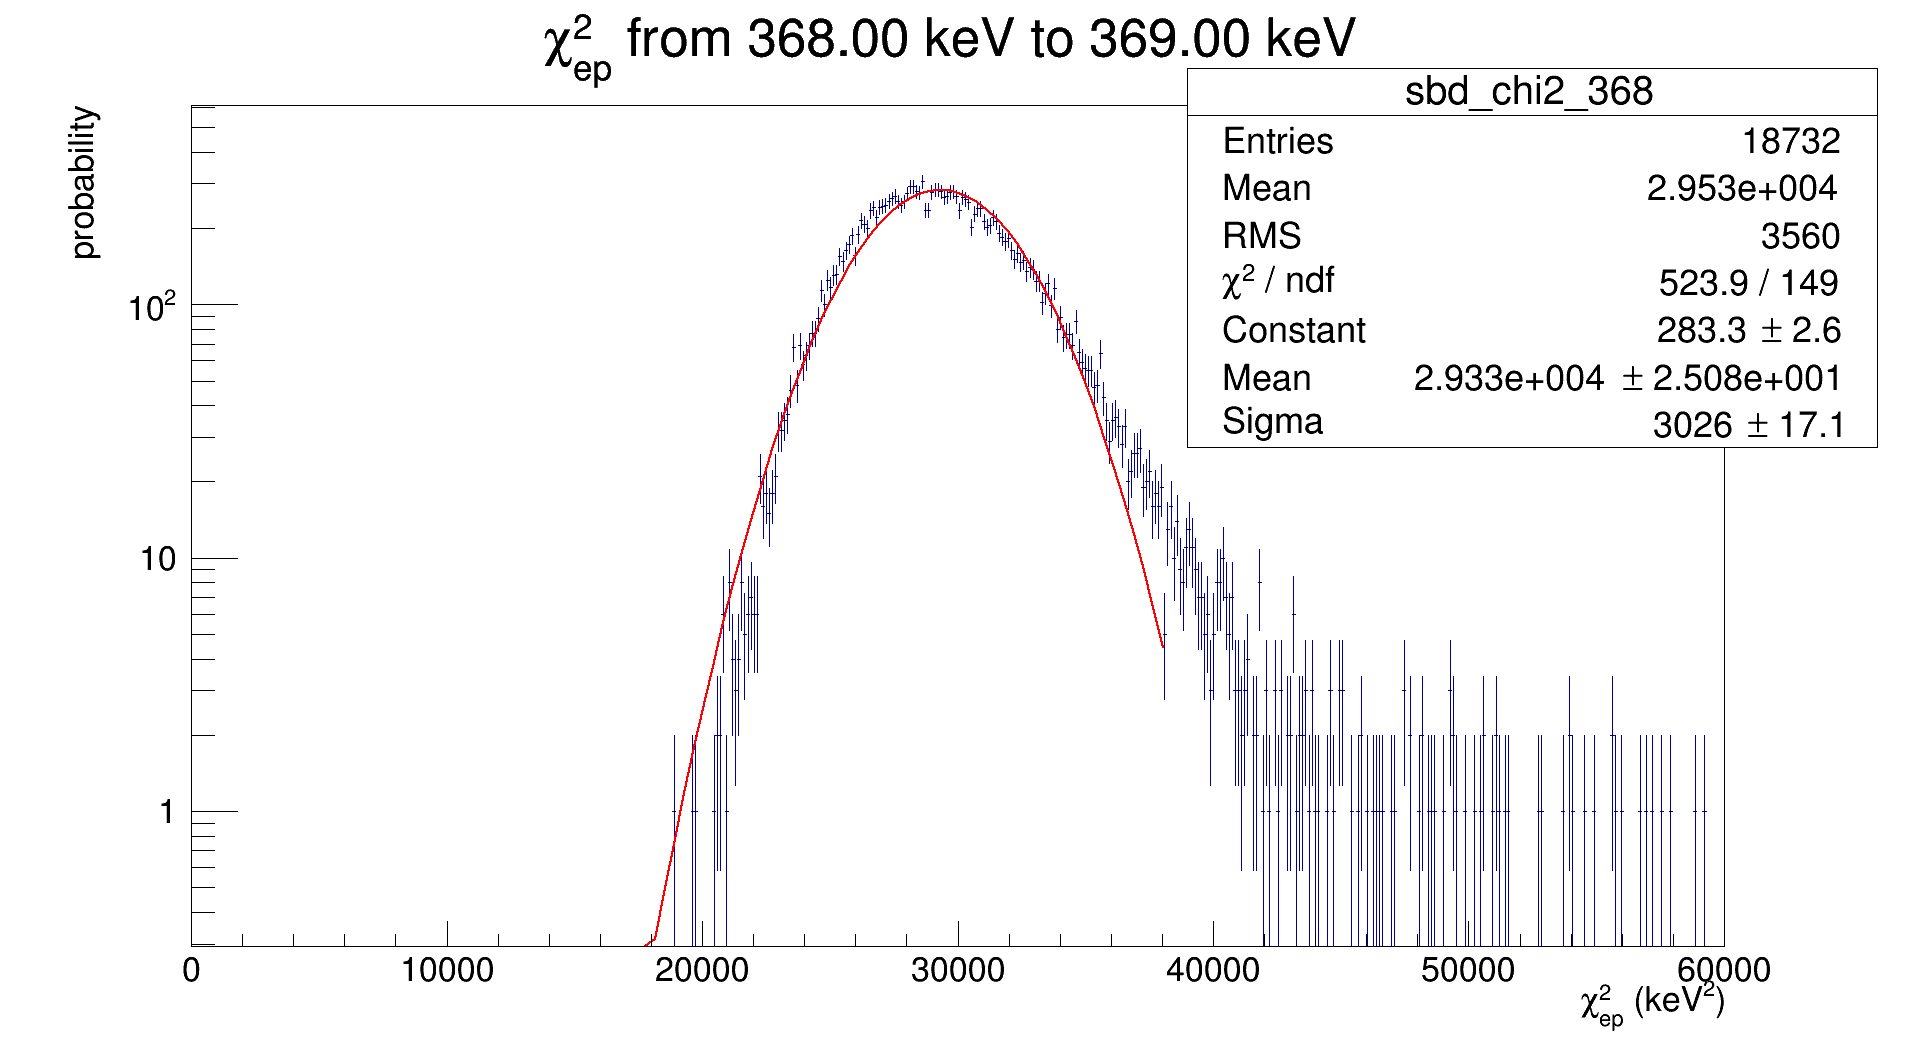 χ²ep from 368.00 keV to 369.00 keV
sbd_chi2_368
Entries 18732
Mean 2.953e+004
RMS 3560
χ² / ndf 523.9 / 149
Constant 283.3 ± 2.6
Mean 2.933e+004 ± 2.508e+001
Sigma 3026 ± 17.1
probability
10²
10
1
0 10000 20000 30000 40000 50000 60000
χ²ep (keV²)